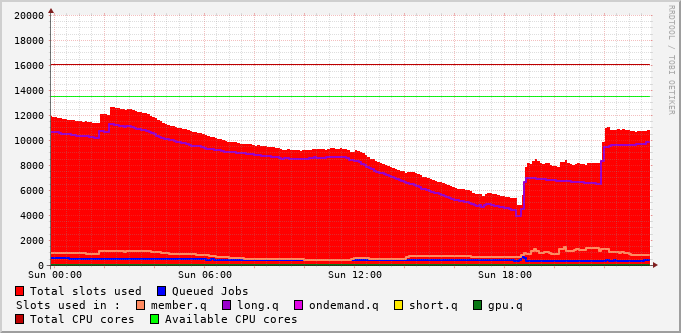 20000
18000
16000
14000
12000
10000
8000
6000
4000
2000
0
Sun 00:00 Sun 06:00 Sun 12:00 Sun 18:00
RRDTOOL / TOBI OETIKER
Total slots used Queued Jobs
Slots used in : member.q long.q ondemand.q short.q gpu.q
Total CPU cores Available CPU cores